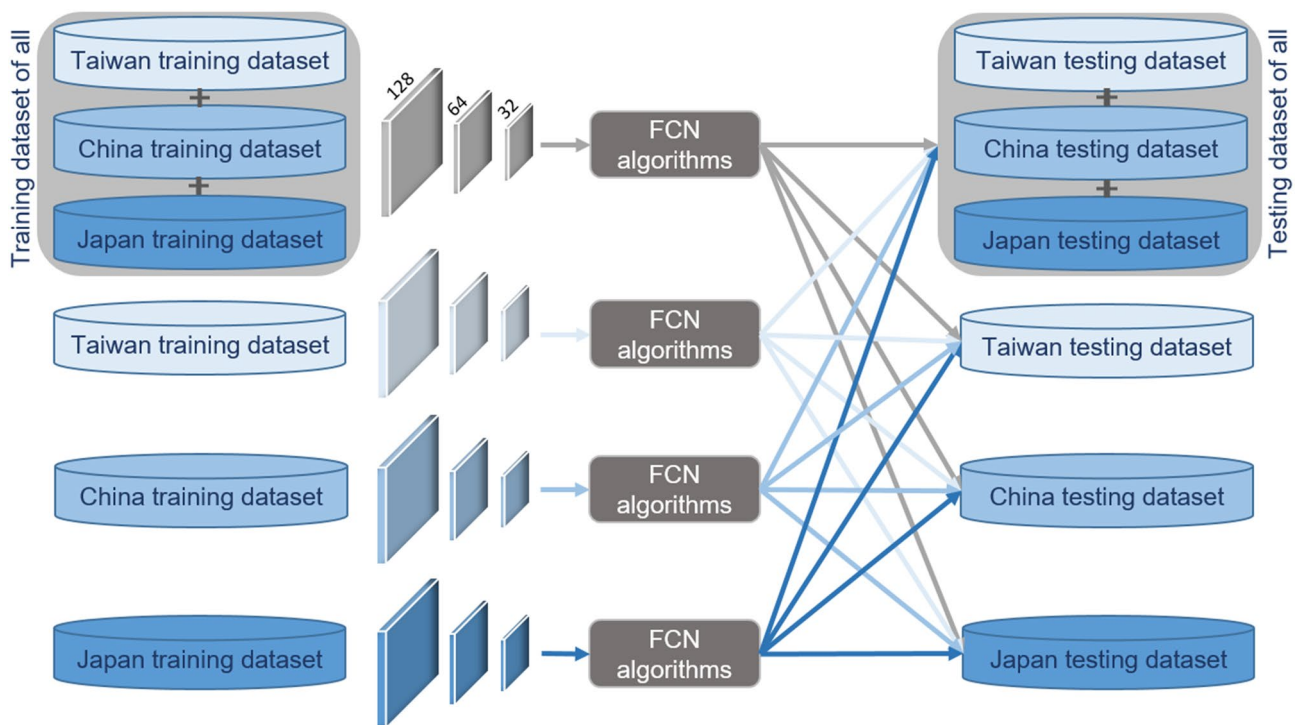 Training dataset of all
Taiwan training dataset
+
China training dataset
+
Japan training dataset
128
64
32
FCN
algorithms
Taiwan testing dataset
+
China testing dataset
+
Japan testing dataset
Testing dataset of all
Taiwan training dataset
FCN
algorithms
Taiwan testing dataset
China training dataset
FCN
algorithms
China testing dataset
Japan training dataset
FCN
algorithms
Japan testing dataset